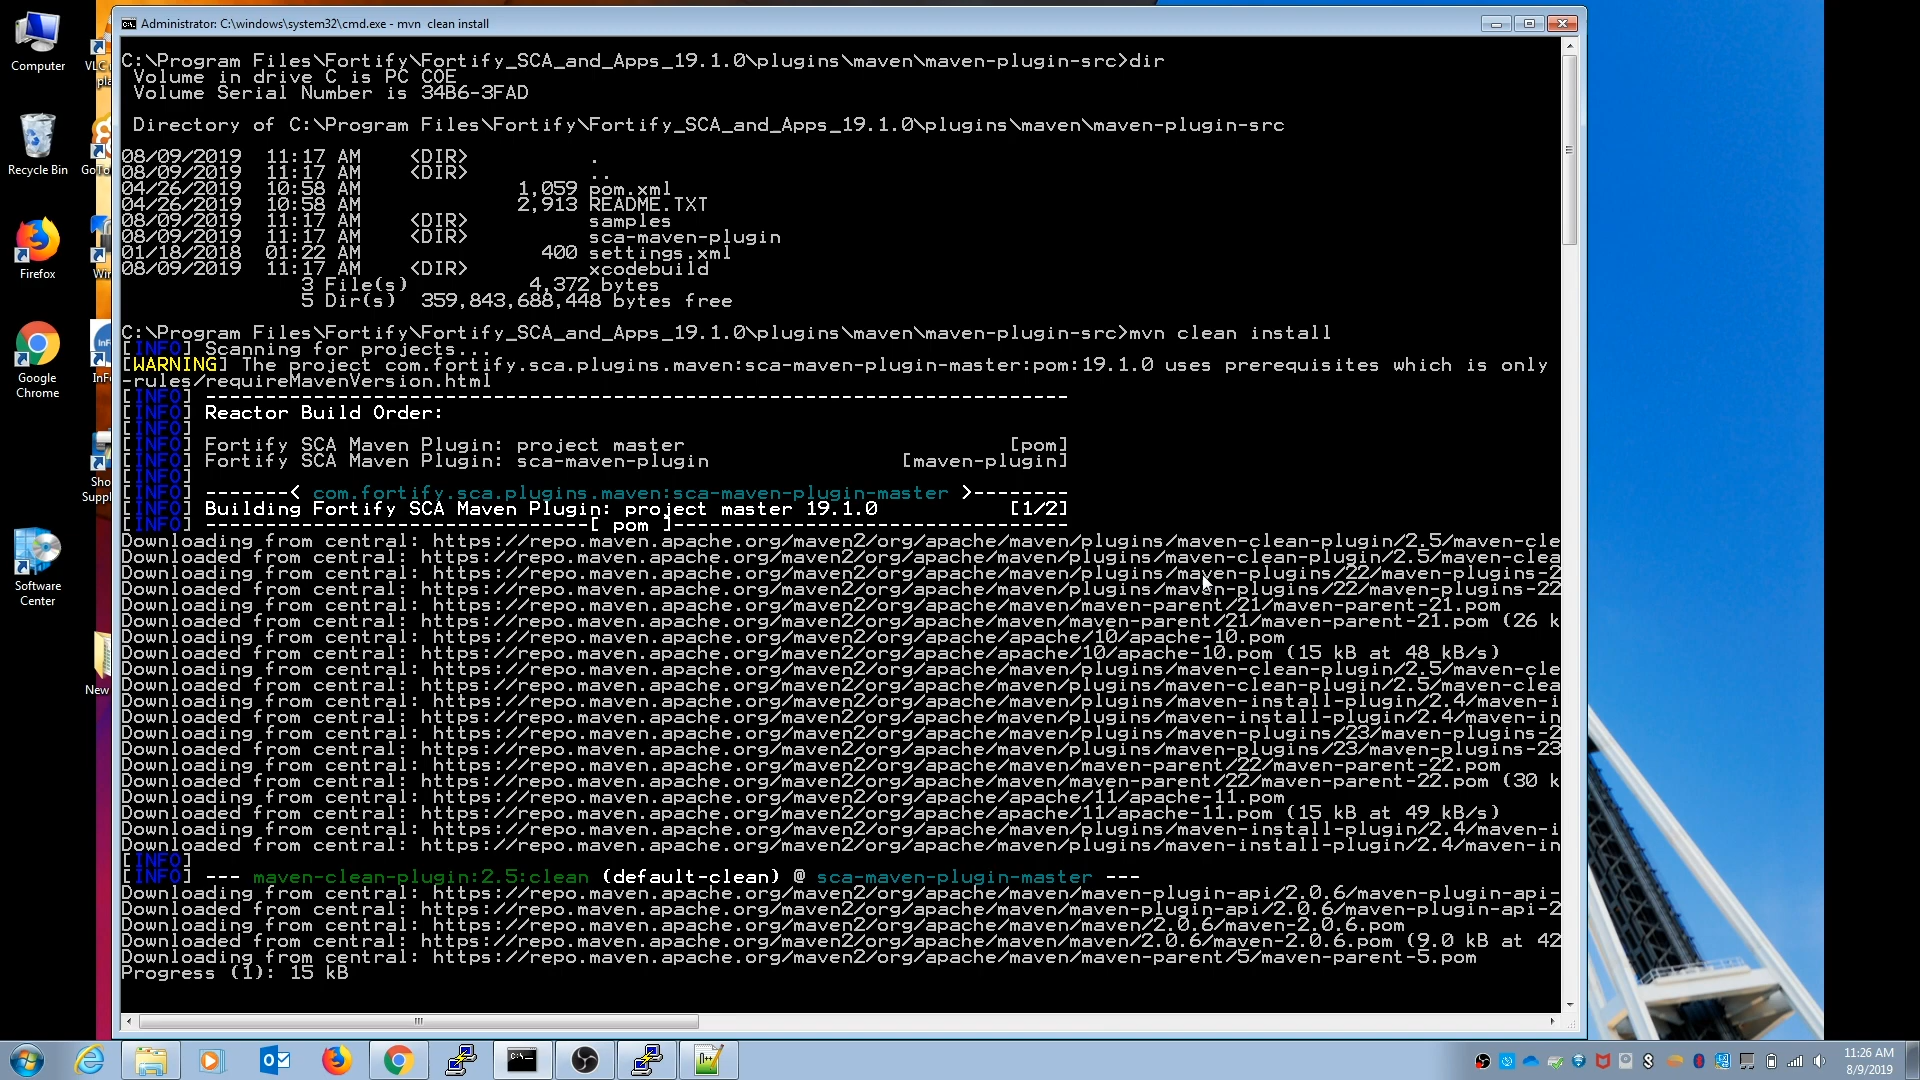 Administrator: C:\windows\system32\cmd.exe - mvn  clean install
C:\Program Files\Fortify\Fortify_SCA_and_Apps_19.1.0\plugins\maven\maven-plugin-src>dir
Volume in drive C is PC COE
Volume Serial Number is 34B6-3FAD
Directory of C:\Program Files\Fortify\Fortify_SCA_and_Apps_19.1.0\plugins\maven\maven-plugin-src
08/09/2019  11:17 AM    <DIR>          .
08/09/2019  11:17 AM    <DIR>          ..
04/26/2019  10:58 AM             1,059 pom.xml
04/26/2019  10:58 AM             2,913 README.TXT
08/09/2019  11:17 AM    <DIR>          samples
08/09/2019  11:17 AM    <DIR>          sca-maven-plugin
01/18/2018  01:22 AM               400 settings.xml
08/09/2019  11:17 AM    <DIR>          xcodebuild
3 File(s)          4,372 bytes
5 Dir(s)  359,843,688,448 bytes free
C:\Program Files\Fortify\Fortify_SCA_and_Apps_19.1.0\plugins\maven\maven-plugin-src>mvn clean install
[INFO] Scanning for projects...
[WARNING] The project com.fortify.sca.plugins.maven:sca-maven-plugin-master:pom:19.1.0 uses prerequisites which is only
-rules/requireMavenVersion.html
[INFO] ------------------------------------------------------------------------
[INFO] Reactor Build Order:
[INFO]
[INFO] Fortify SCA Maven Plugin: project master                           [pom]
[INFO] Fortify SCA Maven Plugin: sca-maven-plugin                [maven-plugin]
[INFO]
[INFO] -------< com.fortify.sca.plugins.maven:sca-maven-plugin-master >--------
[INFO] Building Fortify SCA Maven Plugin: project master 19.1.0           [1/2]
[INFO] --------------------------------[ pom ]---------------------------------
Downloading from central: https://repo.maven.apache.org/maven2/org/apache/maven/plugins/maven-clean-plugin/2.5/maven-cle
Downloaded from central: https://repo.maven.apache.org/maven2/org/apache/maven/plugins/maven-clean-plugin/2.5/maven-clea
Downloading from central: https://repo.maven.apache.org/maven2/org/apache/maven/plugins/maven-plugins/22/maven-plugins-2
Downloaded from central: https://repo.maven.apache.org/maven2/org/apache/maven/plugins/maven-plugins/22/maven-plugins-22
Downloading from central: https://repo.maven.apache.org/maven2/org/apache/maven/maven-parent/21/maven-parent-21.pom
Downloaded from central: https://repo.maven.apache.org/maven2/org/apache/maven/maven-parent/21/maven-parent-21.pom (26 k
Downloading from central: https://repo.maven.apache.org/maven2/org/apache/apache/10/apache-10.pom
Downloaded from central: https://repo.maven.apache.org/maven2/org/apache/apache/10/apache-10.pom (15 kB at 48 kB/s)
Downloading from central: https://repo.maven.apache.org/maven2/org/apache/maven/plugins/maven-clean-plugin/2.5/maven-cle
Downloaded from central: https://repo.maven.apache.org/maven2/org/apache/maven/plugins/maven-clean-plugin/2.5/maven-clea
Downloading from central: https://repo.maven.apache.org/maven2/org/apache/maven/plugins/maven-install-plugin/2.4/maven-i
Downloaded from central: https://repo.maven.apache.org/maven2/org/apache/maven/plugins/maven-install-plugin/2.4/maven-in
Downloading from central: https://repo.maven.apache.org/maven2/org/apache/maven/plugins/maven-plugins/23/maven-plugins-2
Downloaded from central: https://repo.maven.apache.org/maven2/org/apache/maven/plugins/maven-plugins/23/maven-plugins-23
Downloading from central: https://repo.maven.apache.org/maven2/org/apache/maven/maven-parent/22/maven-parent-22.pom
Downloaded from central: https://repo.maven.apache.org/maven2/org/apache/maven/maven-parent/22/maven-parent-22.pom (30 k
Downloading from central: https://repo.maven.apache.org/maven2/org/apache/apache/11/apache-11.pom
Downloaded from central: https://repo.maven.apache.org/maven2/org/apache/apache/11/apache-11.pom (15 kB at 49 kB/s)
Downloading from central: https://repo.maven.apache.org/maven2/org/apache/maven/plugins/maven-install-plugin/2.4/maven-i
Downloaded from central: https://repo.maven.apache.org/maven2/org/apache/maven/plugins/maven-install-plugin/2.4/maven-in
[INFO]
[INFO] --- maven-clean-plugin:2.5:clean (default-clean) @ sca-maven-plugin-master ---
Downloading from central: https://repo.maven.apache.org/maven2/org/apache/maven/maven-plugin-api/2.0.6/maven-plugin-api-
Downloaded from central: https://repo.maven.apache.org/maven2/org/apache/maven/maven-plugin-api/2.0.6/maven-plugin-api-2
Downloading from central: https://repo.maven.apache.org/maven2/org/apache/maven/maven/2.0.6/maven-2.0.6.pom
Downloaded from central: https://repo.maven.apache.org/maven2/org/apache/maven/maven/2.0.6/maven-2.0.6.pom (9.0 kB at 42
Downloading from central: https://repo.maven.apache.org/maven2/org/apache/maven/maven-parent/5/maven-parent-5.pom
Progress (1): 15 kB
Computer
Recycle Bin
Firefox
Google
Chrome
Software
Center
VLC
pla
GoTo
Win
InFo
Sho
Suppl
New
11:26 AM
8/9/2019